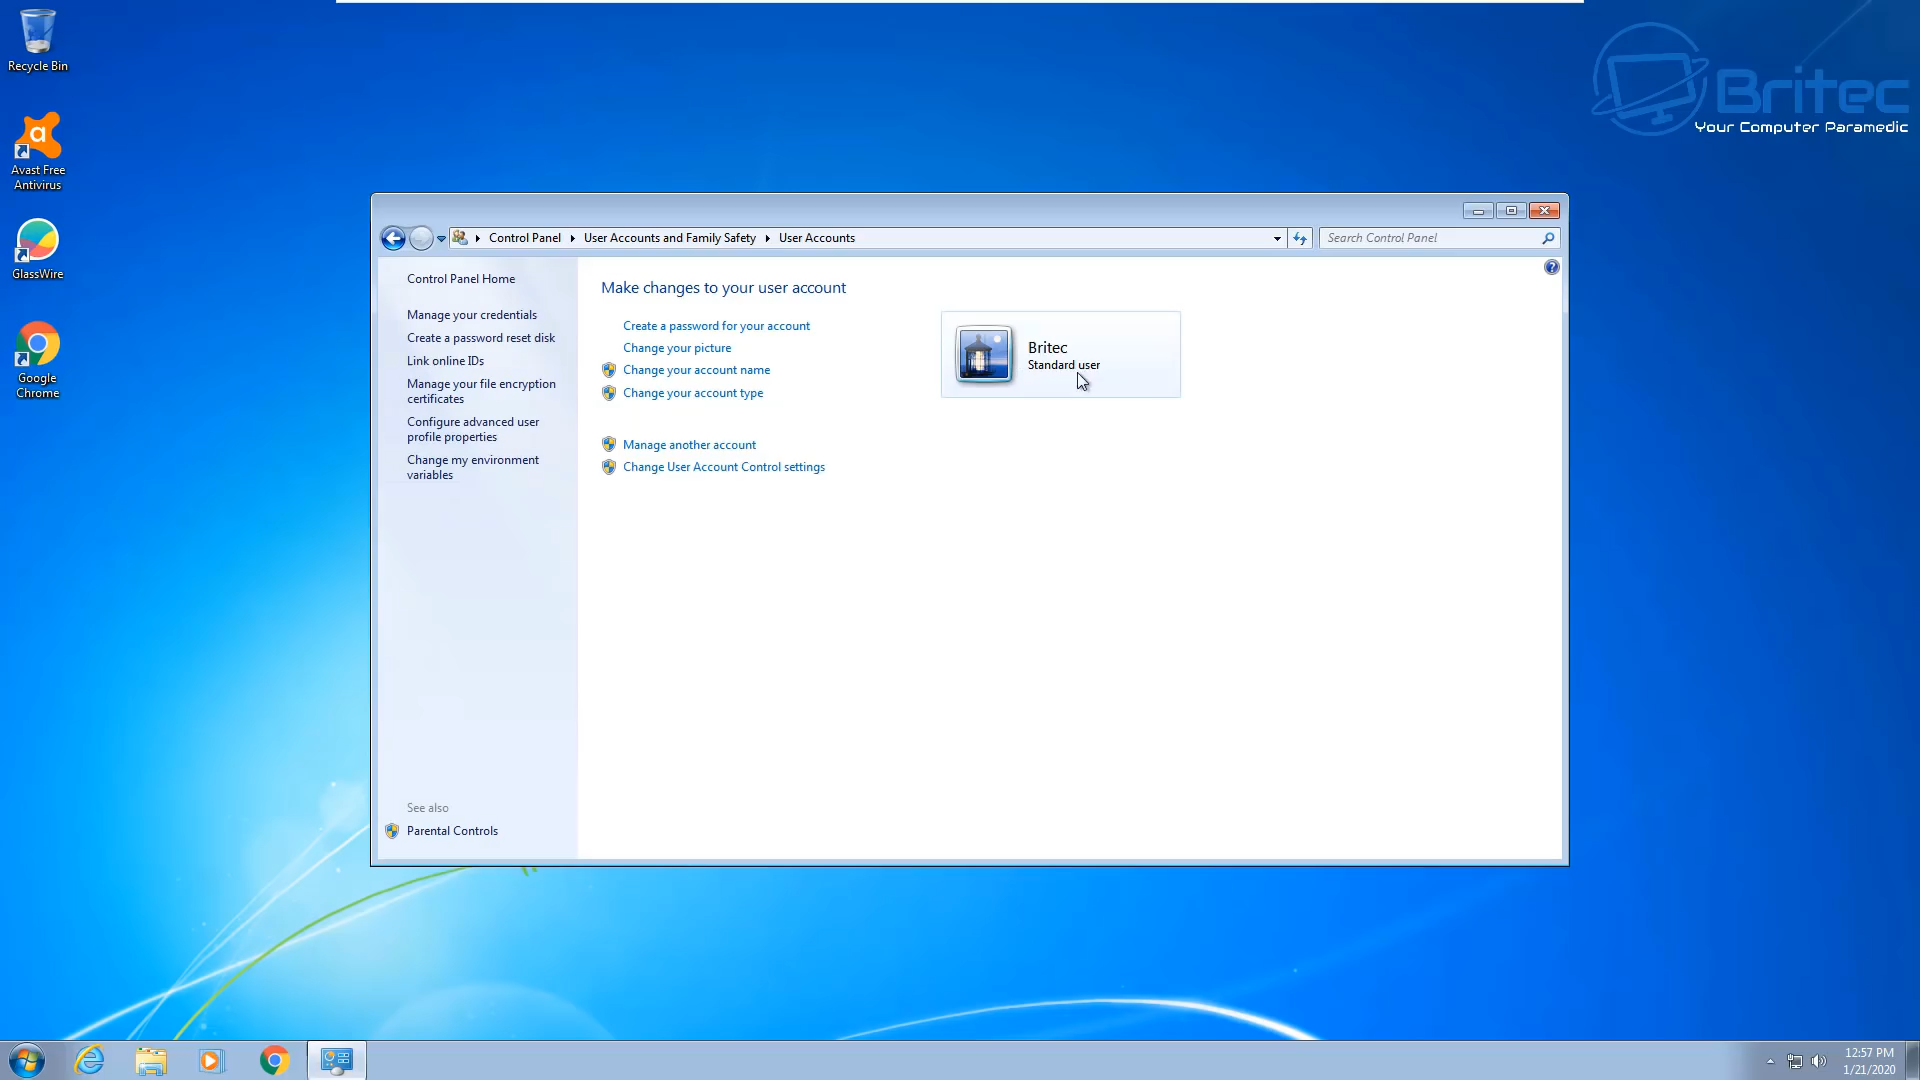 Recycle Bin
Avast Free
Antivirus
GlassWire
Google
Chrome
Britec
Your Computer Paramedic
Control Panel
User Accounts and Family Safety
User Accounts
Search Control Panel
Control Panel Home
Manage your credentials
Create a password reset disk
Link online IDs
Manage your file encryption
certificates
Configure advanced user
profile properties
Change my environment
variables
See also
Parental Controls
Make changes to your user account
Create a password for your account
Change your picture
Change your account name
Change your account type
Manage another account
Change User Account Control settings
Britec
Standard user
12:57 PM
1/21/2020